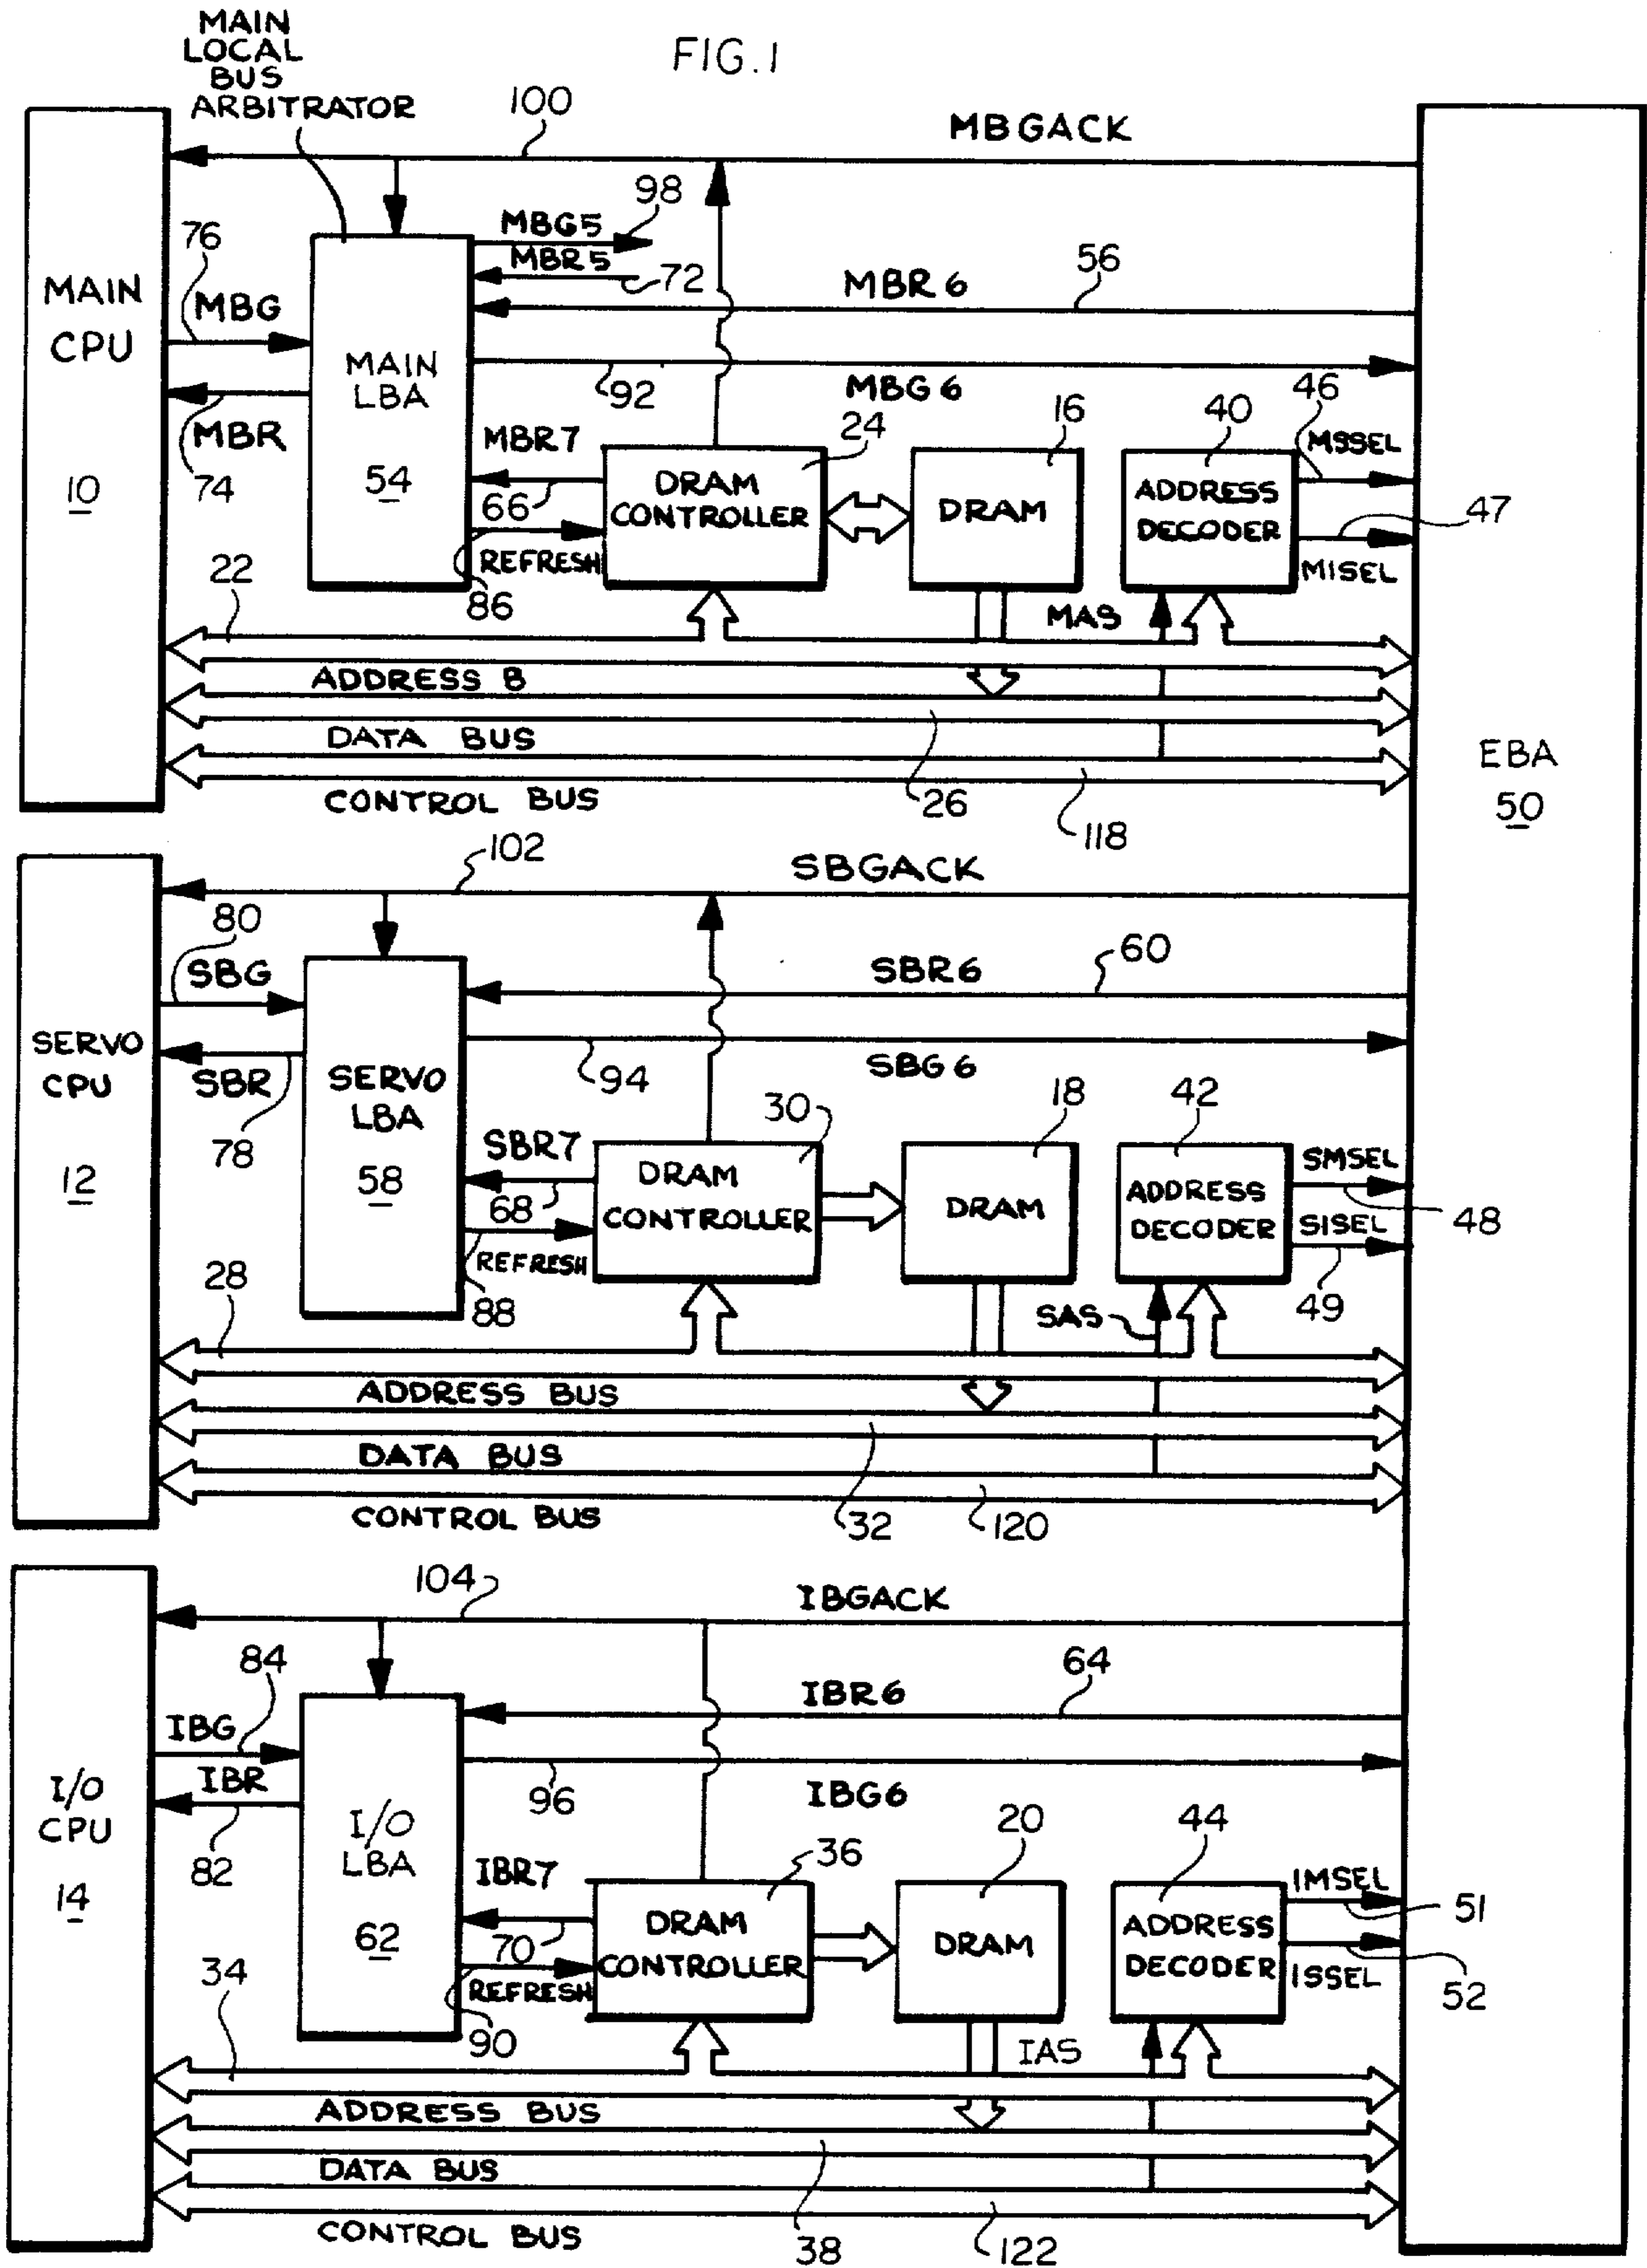 FIG.1
MAIN
LOCAL
BUS
ARBITRATOR
100
MBGACK
MAIN
CPU
10
76
MBG
MBR
74
MAIN
LBA
54
MBG5
98
MBR5
72
MBR6
56
92
MBG6
MBR7
66
REFRESH
86
DRAM
CONTROLLER
24
DRAM
16
ADDRESS
DECODER
40
46
MSSEL
47
MISEL
MAS
22
ADDRESS B
DATA BUS
26
CONTROL BUS
118
EBA
50
102
SBGACK
SERVO
CPU
12
80
SBG
SBR
78
SERVO
LBA
58
SBR6
60
94
SBG6
SBR7
68
REFRESH
88
DRAM
CONTROLLER
30
DRAM
18
ADDRESS
DECODER
42
SMSEL
48
SISEL
49
SAS
28
ADDRESS BUS
DATA BUS
32
CONTROL BUS
120
104
IBGACK
I/O
CPU
14
84
IBG
IBR
82
I/O
LBA
62
IBR6
64
96
IBG6
IBR7
70
REFRESH
90
DRAM
CONTROLLER
36
DRAM
20
ADDRESS
DECODER
44
IMSEL
51
ISSEL
52
IAS
34
ADDRESS BUS
DATA BUS
38
CONTROL BUS
122